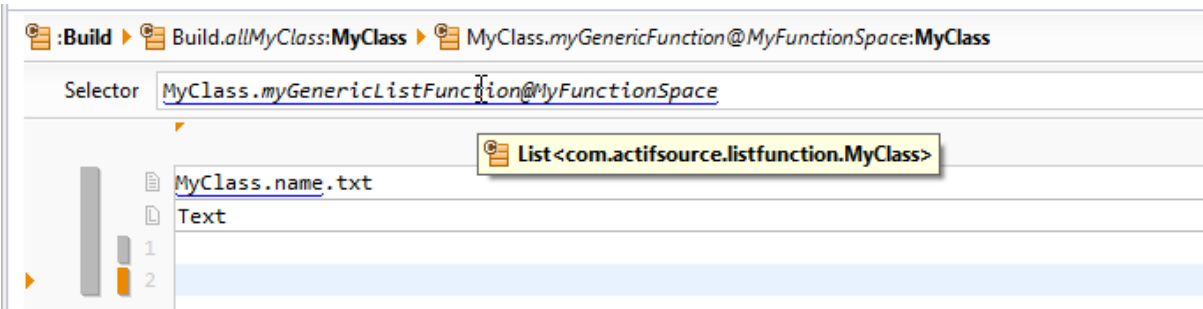 :Build Build.allMyClass:MyClass MyClass.myGenericFunction@MyFunctionSpace:MyClass
Selector MyClass.myGenericListFunction@MyFunctionSpace
List<com.actifsource.listfunction.MyClass>
MyClass.name.txt
Text
1
2